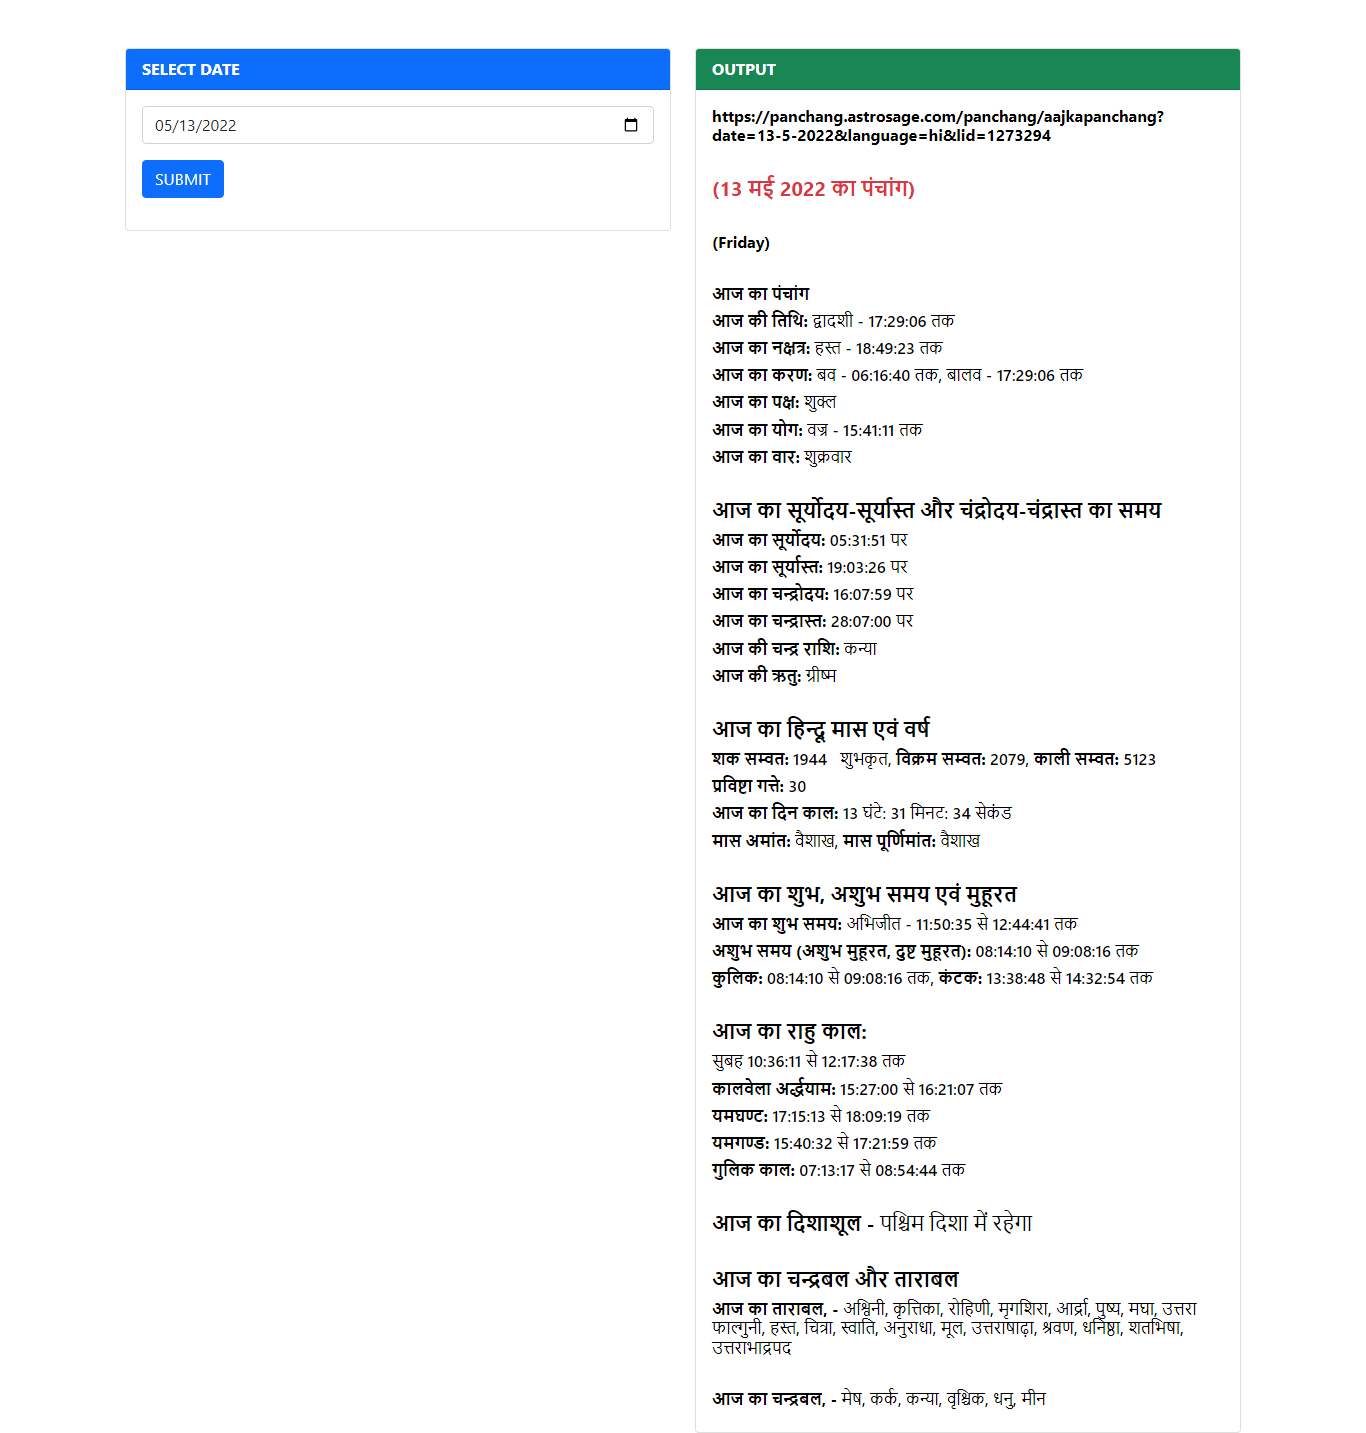 SELECT DATE
05/13/2022
SUBMIT
OUTPUT
https://panchang.astrosage.com/panchang/aajkapanchang?
date=13-5-2022&language=hi&lid=1273294
(13 मई 2022 का पंचांग)
(Friday)
आज का पंचांग
आज की तिथि: द्वादशी - 17:29:06 तक
आज का नक्षत्र: हस्त - 18:49:23 तक
आज का करण: बव - 06:16:40 तक, बालव - 17:29:06 तक
आज का पक्ष: शुक्ल
आज का योग: वज्र - 15:41:11 तक
आज का वार: शुक्रवार
आज का सूर्योदय-सूर्यास्त और चंद्रोदय-चंद्रास्त का समय
आज का सूर्योदय: 05:31:51 पर
आज का सूर्यास्त: 19:03:26 पर
आज का चन्द्रोदय: 16:07:59 पर
आज का चन्द्रास्त: 28:07:00 पर
आज की चन्द्र राशि: कन्या
आज की ऋतु: ग्रीष्म
आज का हिन्दू मास एवं वर्ष
शक सम्वत: 1944 शुभकृत, विक्रम सम्वत: 2079, काली सम्वत: 5123
प्रविष्टा गत्ते: 30
आज का दिन काल: 13 घंटे: 31 मिनट: 34 सेकंड
मास अमांत: वैशाख, मास पूर्णिमांत: वैशाख
आज का शुभ, अशुभ समय एवं मुहूरत
आज का शुभ समय: अभिजीत - 11:50:35 से 12:44:41 तक
अशुभ समय (अशुभ मुहूरत, दुष्ट मुहूरत): 08:14:10 से 09:08:16 तक
कुलिक: 08:14:10 से 09:08:16 तक, कंटक: 13:38:48 से 14:32:54 तक
आज का राहु काल:
सुबह 10:36:11 से 12:17:38 तक
कालवेला अर्द्धयाम: 15:27:00 से 16:21:07 तक
यमघण्ट: 17:15:13 से 18:09:19 तक
यमगण्ड: 15:40:32 से 17:21:59 तक
गुलिक काल: 07:13:17 से 08:54:44 तक
आज का दिशाशूल - पश्चिम दिशा में रहेगा
आज का चन्द्रबल और ताराबल
आज का ताराबल, - अश्विनी, कृत्तिका, रोहिणी, मृगशिरा, आर्द्रा, पुष्य, मघा, उत्तरा
फाल्गुनी, हस्त, चित्रा, स्वाति, अनुराधा, मूल, उत्तराषाढ़ा, श्रवण, धनिष्ठा, शतभिषा,
उत्तराभाद्रपद
आज का चन्द्रबल, - मेष, कर्क, कन्या, वृश्चिक, धनु, मीन